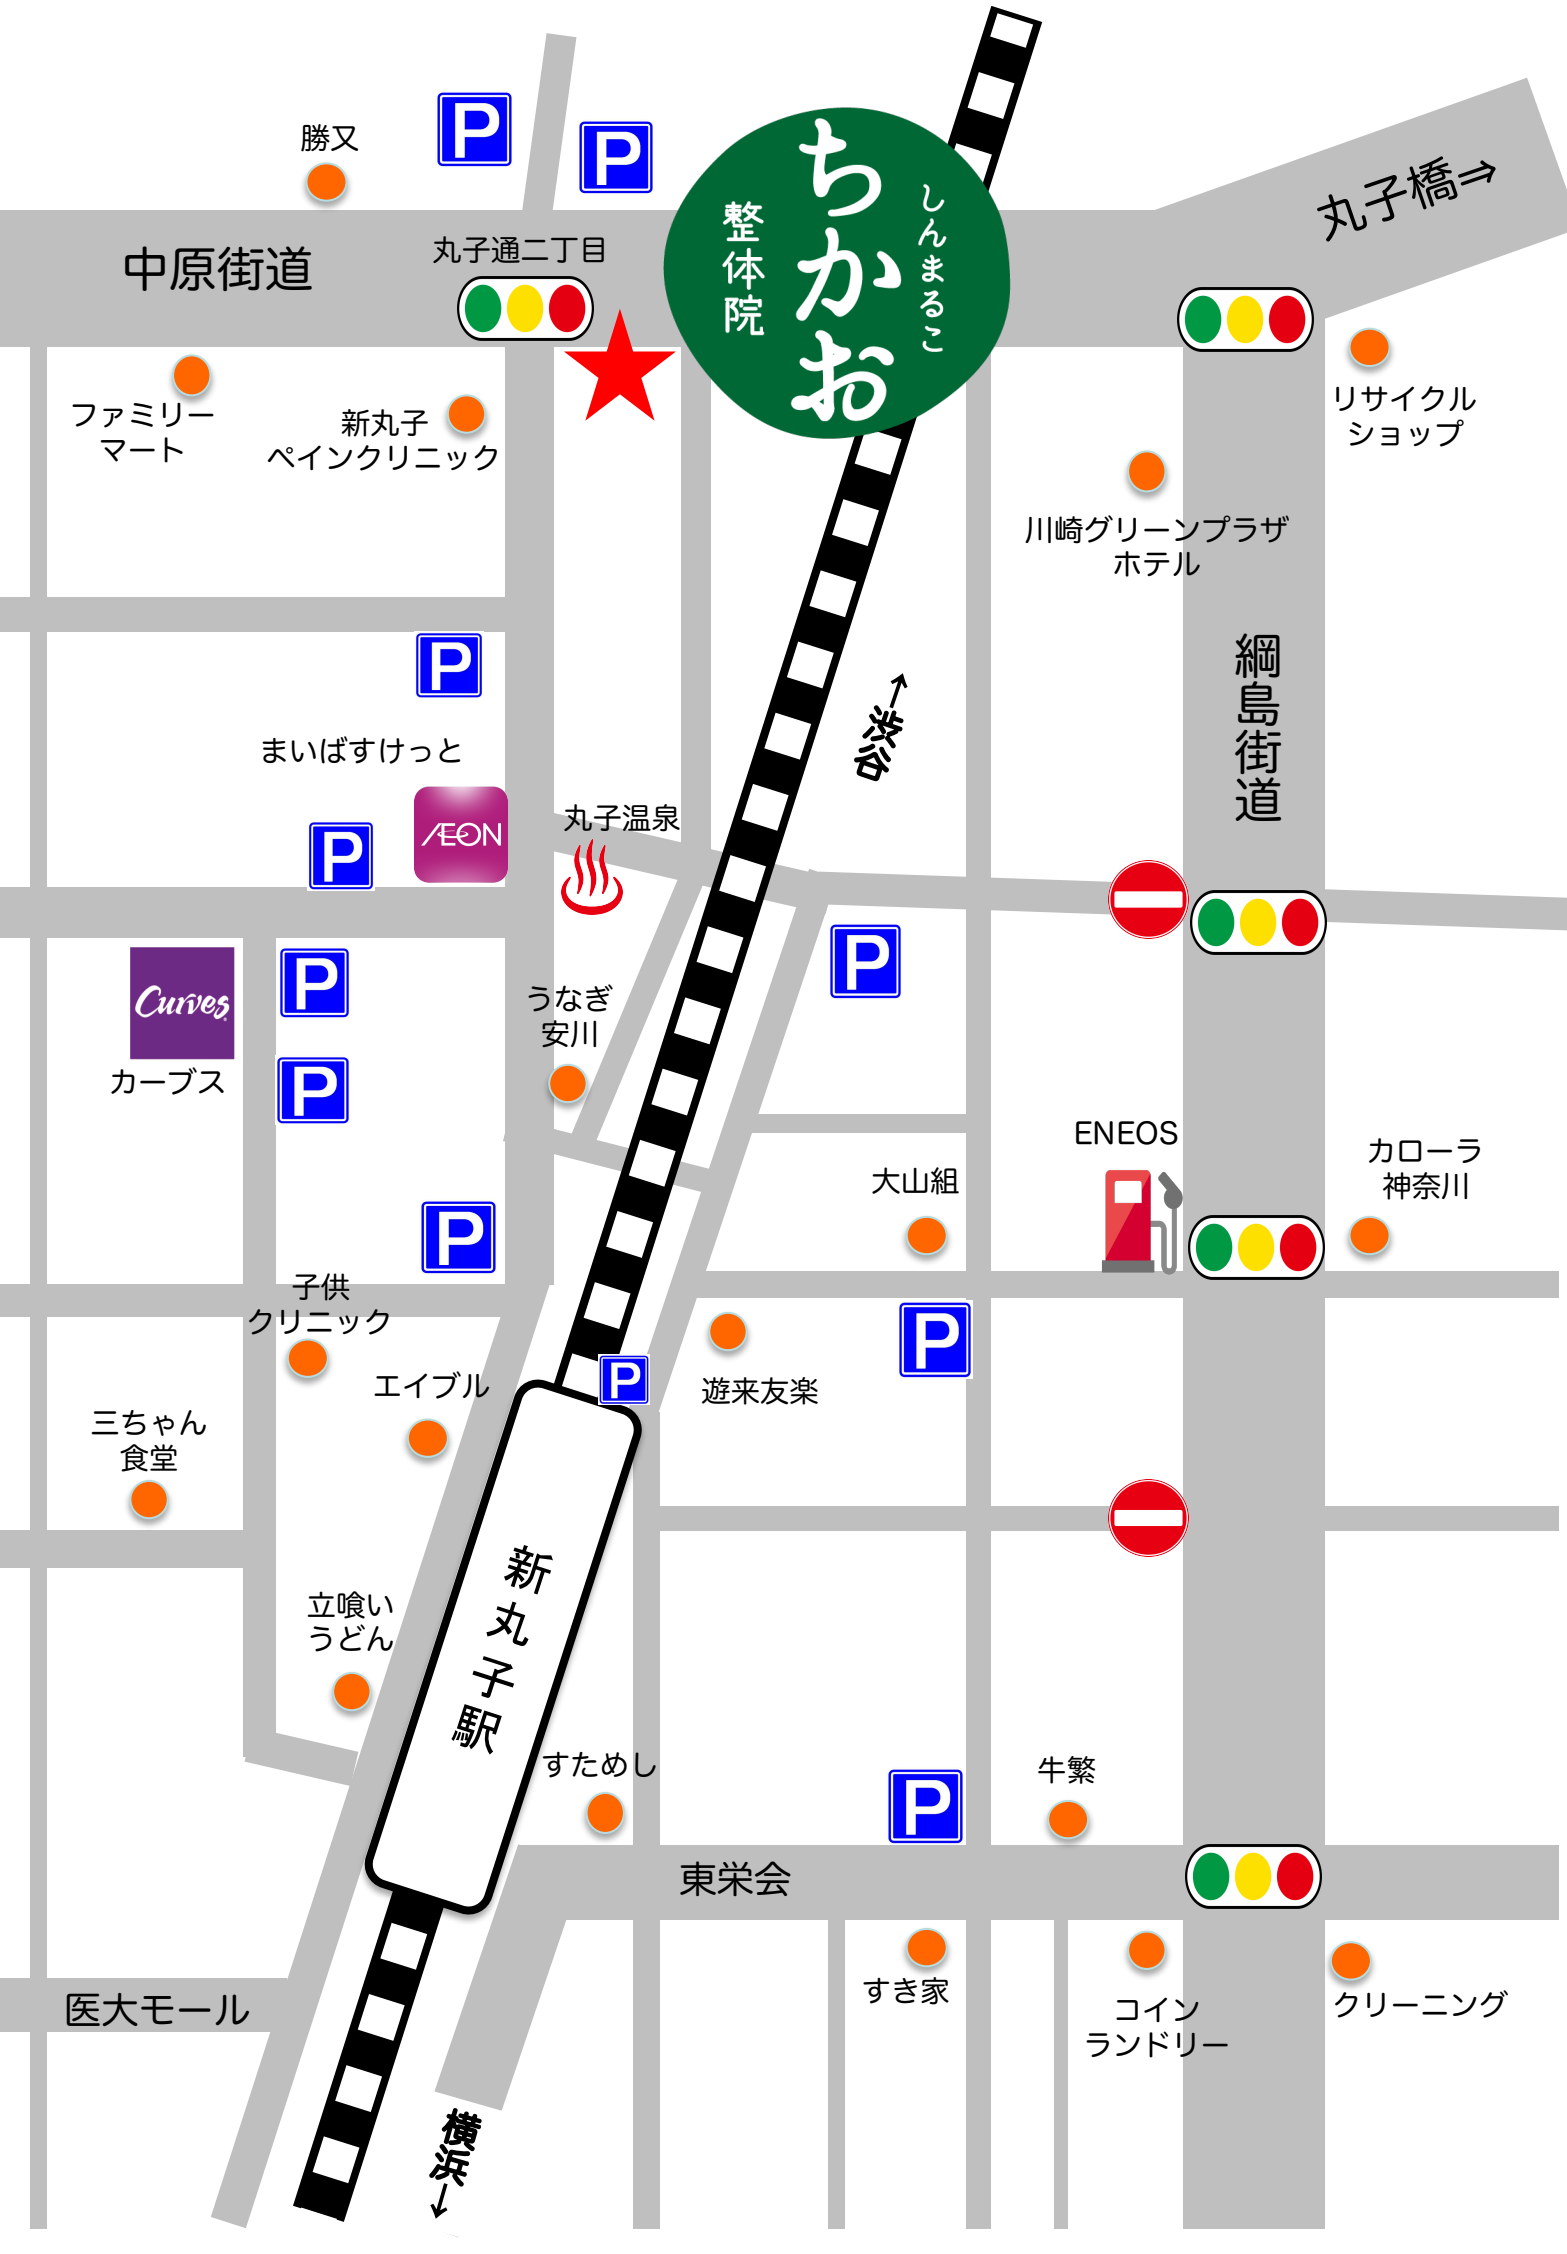 P
P
勝又
丸子橋⇒
ちかお
しんまるこ
整体院
中原街道
丸子通二丁目
ファミリー
マート
新丸子
ペインクリニック
リサイクル
ショップ
川崎グリーンプラザ
ホテル
綱島街道
P
←渋谷
まいばすけっと
ÆON
丸子温泉
P
P
Curves
カーブス
P
P
うなぎ
安川
ENEOS
カローラ
神奈川
大山組
P
子供
クリニック
P
エイブル
P
遊来友楽
三ちゃん
食堂
新丸子駅
立喰い
うどん
すためし
P
牛繁
東栄会
すき家
コイン
ランドリー
クリーニング
医大モール
横浜→